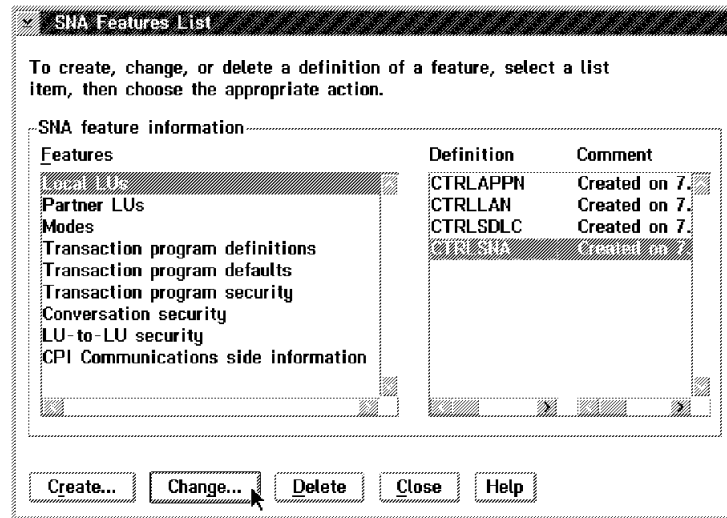 SNA Features List
To create, change, or delete a definition of a feature, select a list
item, then choose the appropriate action.
SNA feature information
Features
Local LUs
Partner LUs
Modes
Transaction program definitions
Transaction program defaults
Transaction program security
Conversation security
LU-to-LU security
CPI Communications side information
Definition Comment
CTRLAPPN Created on 7.
CTRLLAN Created on 7.
CTRLSDLC Created on 7.
CTRLSNA Created on 7.
Create... Change... Delete Close Help